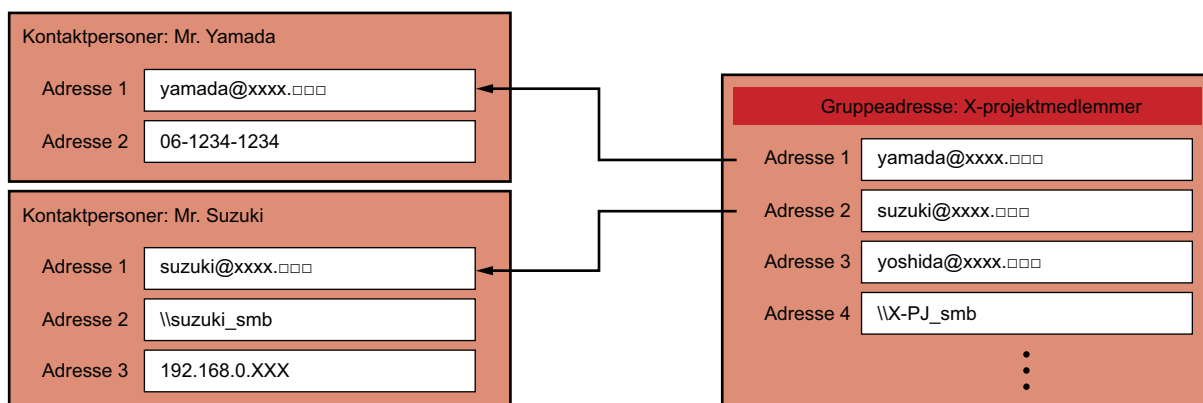 Kontaktpersoner: Mr. Yamada
Adresse 1 yamada@xxxx.□□□
Adresse 2 06-1234-1234
Kontaktpersoner: Mr. Suzuki
Adresse 1 suzuki@xxxx.□□□
Adresse 2 \\suzuki_smb
Adresse 3 192.168.0.XXX
Gruppeadresse: X-projektmedlemmer
Adresse 1 yamada@xxxx.□□□
Adresse 2 suzuki@xxxx.□□□
Adresse 3 yoshida@xxxx.□□□
Adresse 4 \\X-PJ_smb